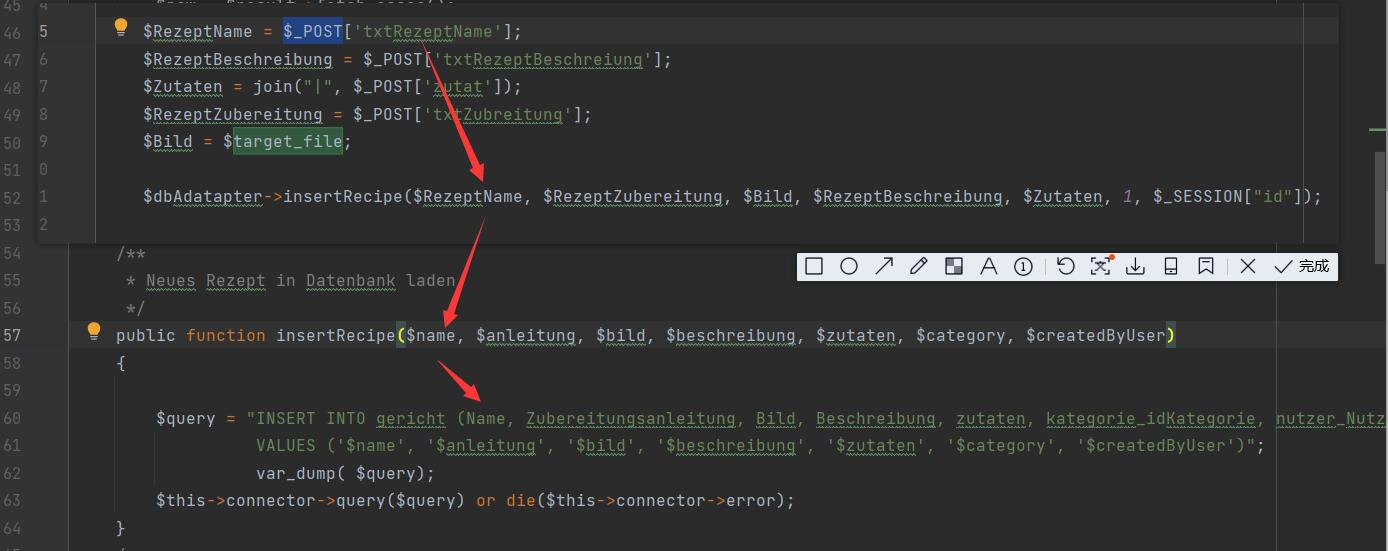 45 4
46 5 $RezeptName = $_POST['txtRezeptName'];
47 6 $RezeptBeschreibung = $_POST['txtRezeptBeschreiung'];
48 7 $Zutaten = join("|", $_POST['zutat']);
49 8 $RezeptZubereitung = $_POST['txtZubreitung'];
50 9 $Bild = $target_file;
51 0
52 1 $dbAdatapter->insertRecipe($RezeptName, $RezeptZubereitung, $Bild, $RezeptBeschreibung, $Zutaten, 1, $_SESSION["id"]);
53 2
54 /**
55 * Neues Rezept in Datenbank laden
完成
56 */
57 public function insertRecipe($name, $anleitung, $bild, $beschreibung, $zutaten, $category, $createdByUser)
58 {
59
60 $query = "INSERT INTO gericht (Name, Zubereitungsanleitung, Bild, Beschreibung, zutaten, kategorie_idKategorie, nutzer_Nutz
61 VALUES ('$name', '$anleitung', '$bild', '$beschreibung', '$zutaten', '$category', '$createdByUser')";
62 var_dump( $query);
63 $this->connector->query($query) or die($this->connector->error);
64 }